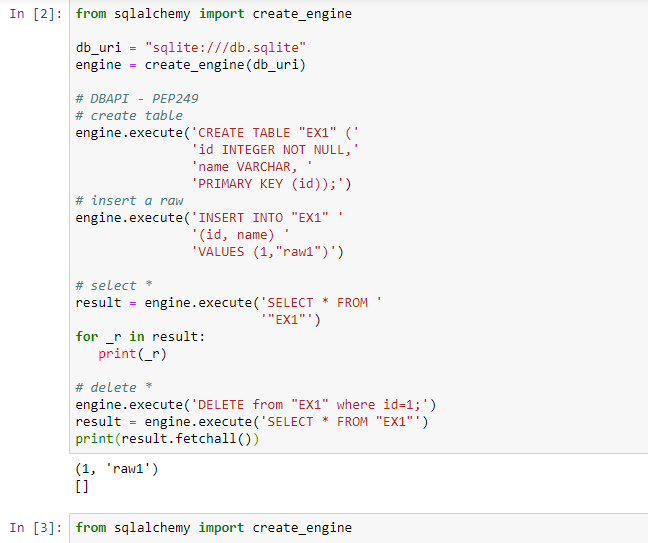 In [2]: from sqlalchemy import create_engine
db_uri = "sqlite:///db.sqlite"
engine = create_engine(db_uri)
# DBAPI - PEP249
# create table
engine.execute('CREATE TABLE "EX1" ('
'id INTEGER NOT NULL,'
'name VARCHAR, '
'PRIMARY KEY (id));')
# insert a raw
engine.execute('INSERT INTO "EX1" '
'(id, name) '
'VALUES (1,"raw1")')
# select *
result = engine.execute('SELECT * FROM '
'"EX1"')
for _r in result:
print(_r)
# delete *
engine.execute('DELETE from "EX1" where id=1;')
result = engine.execute('SELECT * FROM "EX1"')
print(result.fetchall())
(1, 'raw1')
[]
In [3]: from sqlalchemy import create_engine